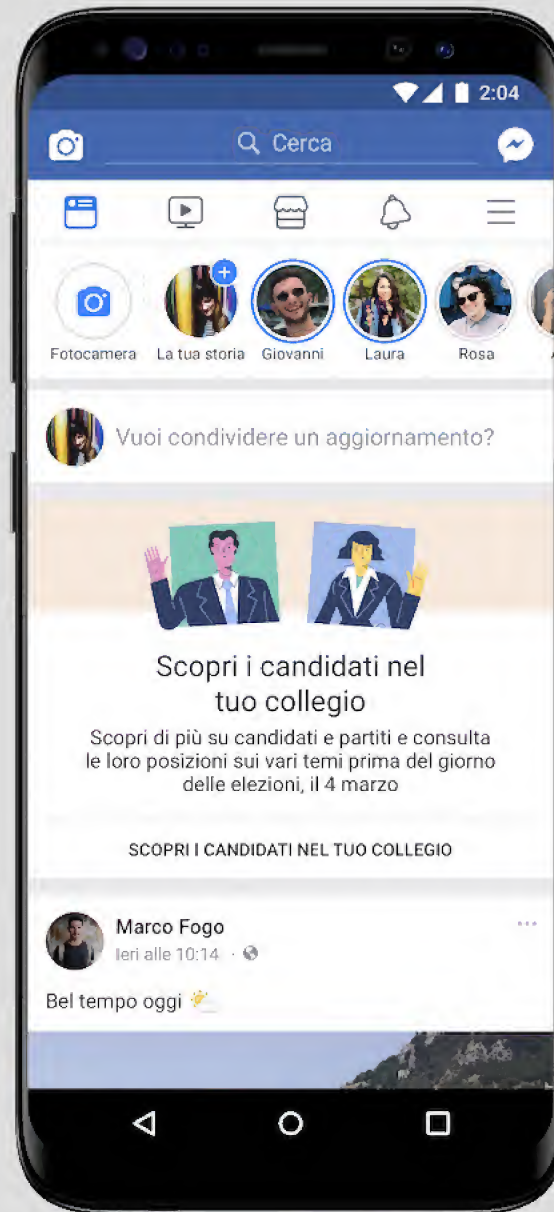 2:04
Cerca
Fotocamera La tua storia Giovanni Laura Rosa
Vuoi condividere un aggiornamento?
Scopri i candidati nel
tuo collegio
Scopri di più su candidati e partiti e consulta
le loro posizioni sui vari temi prima del giorno
delle elezioni, il 4 marzo
SCOPRI I CANDIDATI NEL TUO COLLEGIO
Marco Fogo
Ieri alle 10:14 ·
Bel tempo oggi 🌤️